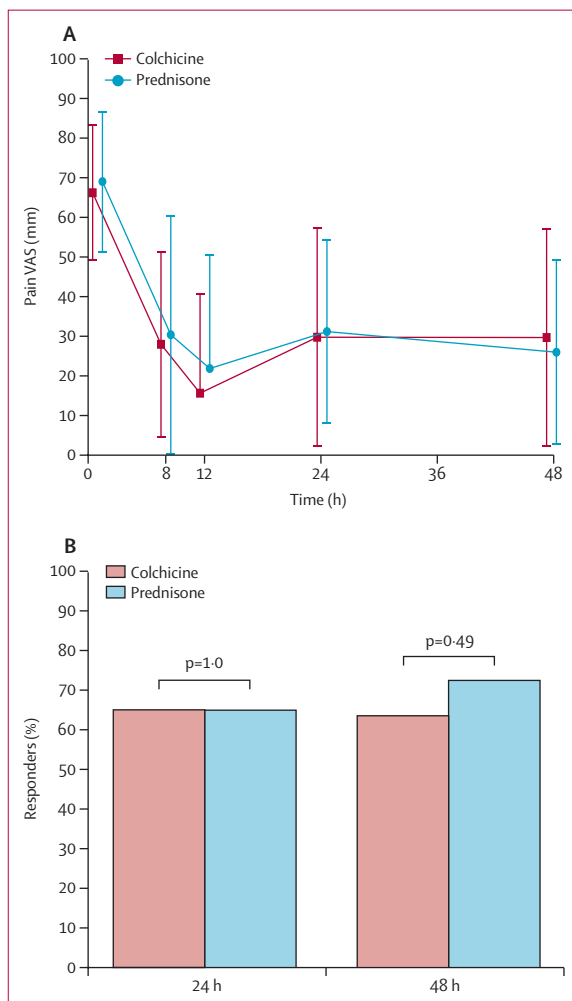 A
Colchicine
Prednisone
100
90
80
70
60
50
40
30
20
10
0
Pain VAS (mm)
0 8 12 24 36 48
Time (h)
B
Colchicine
Prednisone
100
90
80
70
60
50
40
30
20
10
0
Responders (%)
p=1·0
p=0·49
24 h 48 h